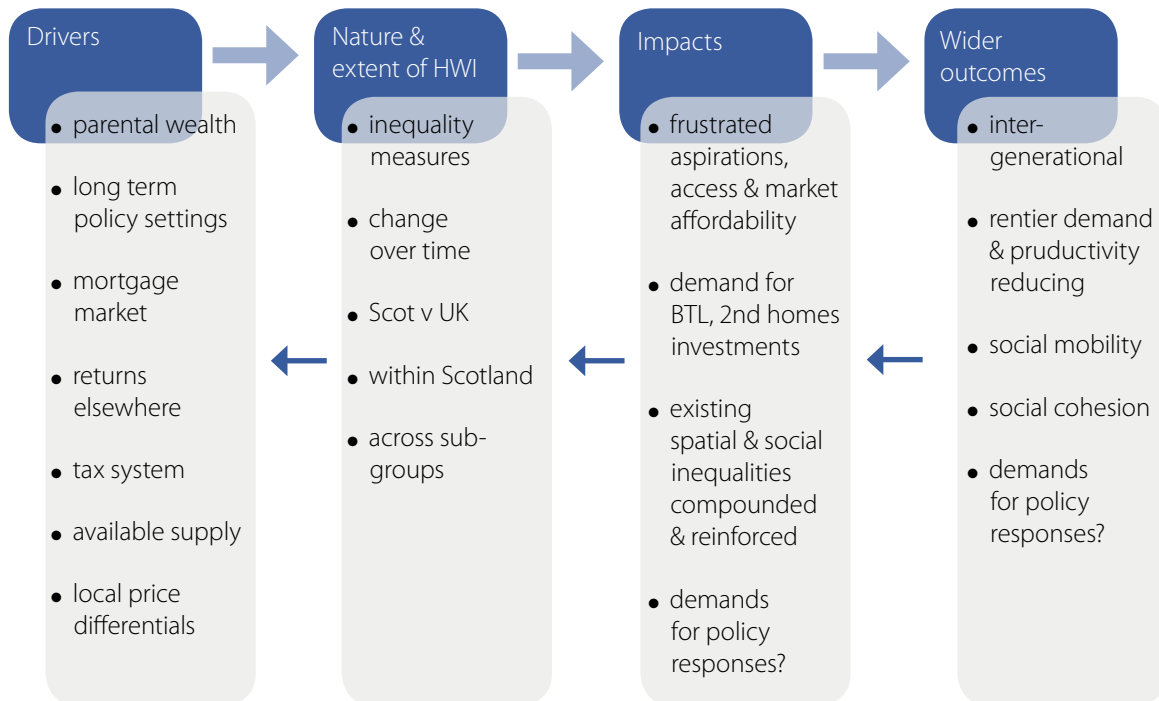 Drivers
• parental wealth
• long term
policy settings
• mortgage
market
• returns
elsewhere
• tax system
• available supply
• local price
differentials
Nature &
extent of HWI
• inequality
measures
• change
over time
• Scot v UK
• within Scotland
• across sub-
groups
Impacts
• frustrated
aspirations,
access & market
affordability
• demand for
BTL, 2nd homes
investments
• existing
spatial & social
inequalities
compounded
& reinforced
• demands
for policy
responses?
Wider
outcomes
• inter-
generational
• rentier demand
& pructivity
reducing
• social mobility
• social cohesion
• demands
for policy
responses?